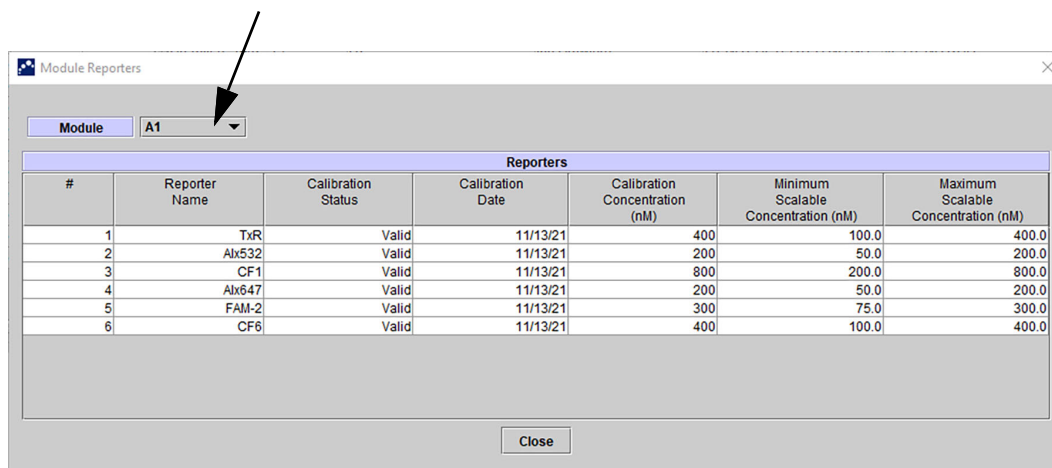 Module Reporters
Module A1
Reporters
# Reporter Name Calibration Status Calibration Date Calibration Concentration (nM) Minimum Scalable Concentration (nM) Maximum Scalable Concentration (nM)
1 TxR Valid 11/13/21 400 100.0 400.0
2 Alx532 Valid 11/13/21 200 50.0 200.0
3 CF1 Valid 11/13/21 800 200.0 800.0
4 Alx647 Valid 11/13/21 200 50.0 200.0
5 FAM-2 Valid 11/13/21 300 75.0 300.0
6 CF6 Valid 11/13/21 400 100.0 400.0
Close